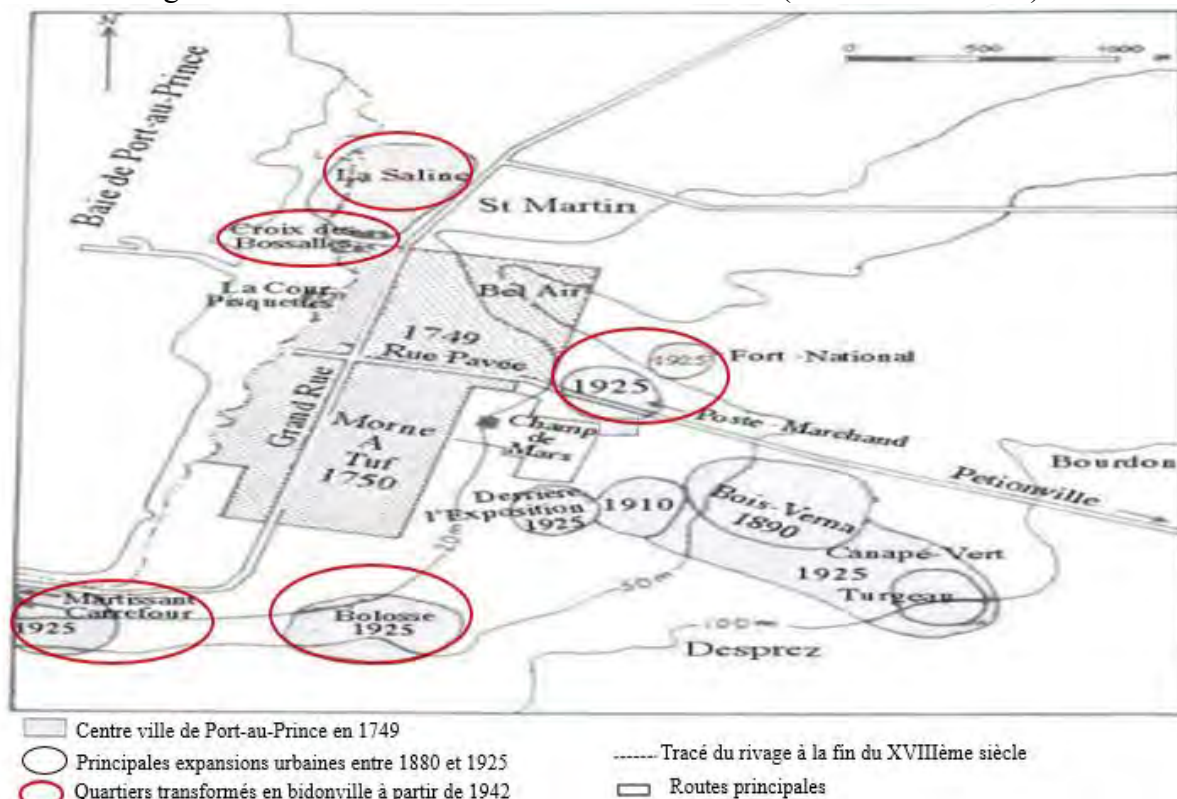 0 500 1000 m
Baie de Port-au-Prince
La Saline
St Martin
Croix des
Bossalles
La Cour
Pisquettes
Bel Air
1749
Rue Pavée
1925
Fort -National
1925
Grand Rue
Morne
A
Tuf
1750
Champ
de
Mars
Poste -Marchand
Petionville
Bourdon
Derrière
l'Exposition
1925
1910
Bois-Verna
1890
Canapé-Vert
1925
Turgeau
50 m
100 m
Desprez
Martissant
Carrefour
1925
Bolosse
1925
Centre ville de Port-au-Prince en 1749
Principales expansions urbaines entre 1880 et 1925
Quartiers transformés en bidonville à partir de 1942
Tracé du rivage à la fin du XVIIIème siècle
Routes principales